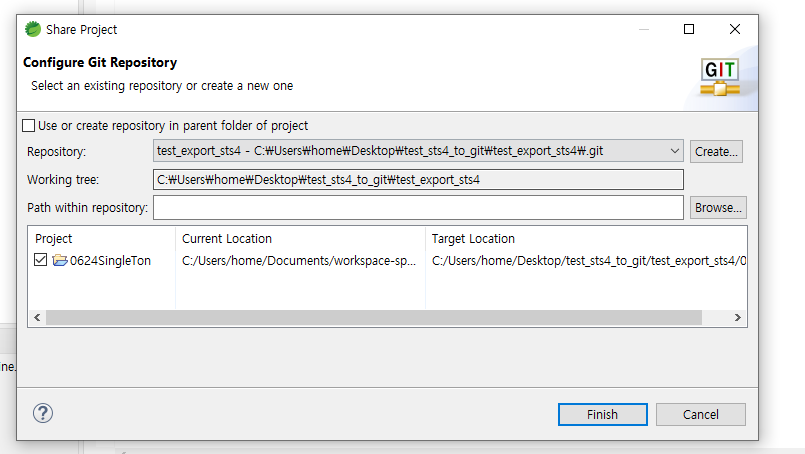 Share Project
Configure Git Repository
Select an existing repository or create a new one
GIT
Use or create repository in parent folder of project
Repository: test_export_sts4 - C:₩Users₩home₩Desktop₩test_sts4_to_git₩test_export_sts4₩.git Create...
Working tree: C:₩Users₩home₩Desktop₩test_sts4_to_git₩test_export_sts4
Path within repository: Browse...
Project Current Location Target Location
0624SingleTon C:/Users/home/Documents/workspace-sp... C:/Users/home/Desktop/test_sts4_to_git/test_export_sts4/0
ine.
Finish Cancel